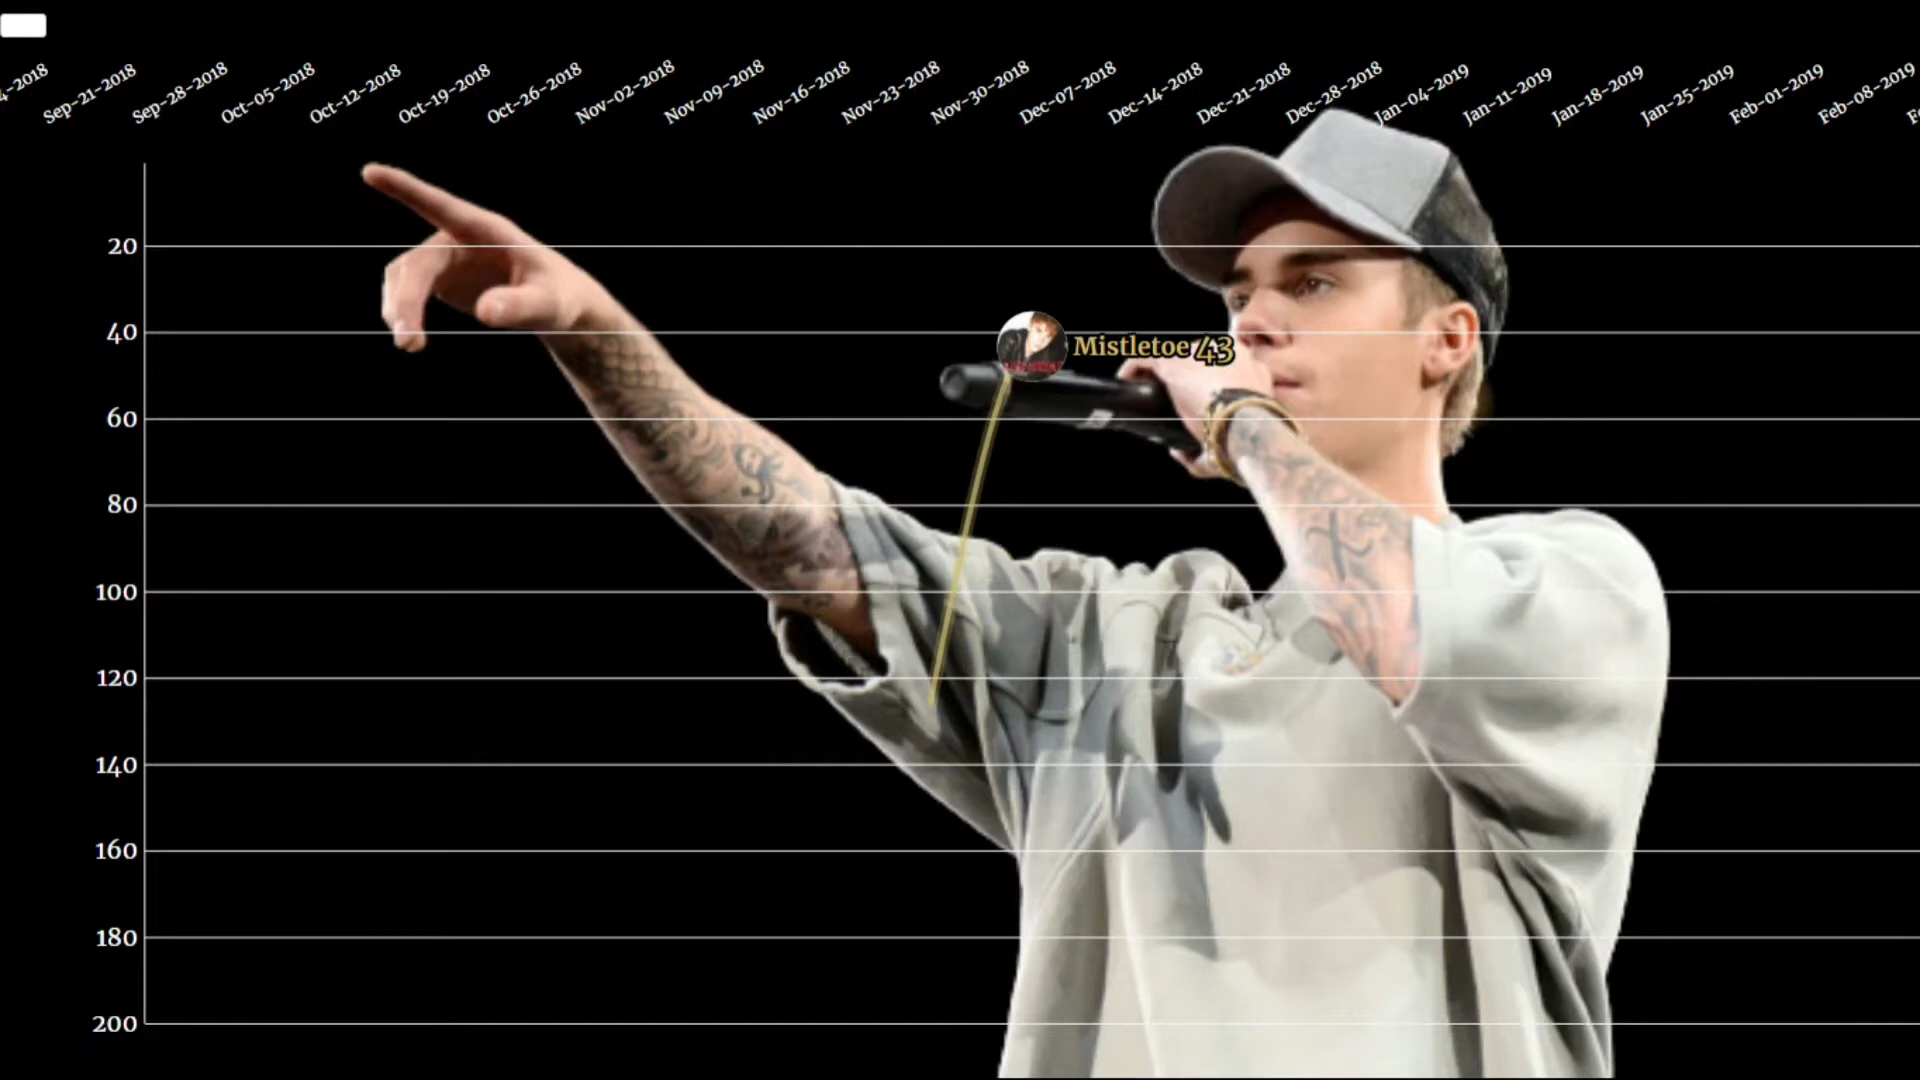 4-2018
Sep-21-2018
Sep-28-2018
Oct-05-2018
Oct-12-2018
Oct-19-2018
Oct-26-2018
Nov-02-2018
Nov-09-2018
Nov-16-2018
Nov-23-2018
Nov-30-2018
Dec-07-2018
Dec-14-2018
Dec-21-2018
Dec-28-2018
Jan-04-2019
Jan-11-2019
Jan-18-2019
Jan-25-2019
Feb-01-2019
Feb-08-2019
20
40
Mistletoe 43
60
80
100
120
140
160
180
200